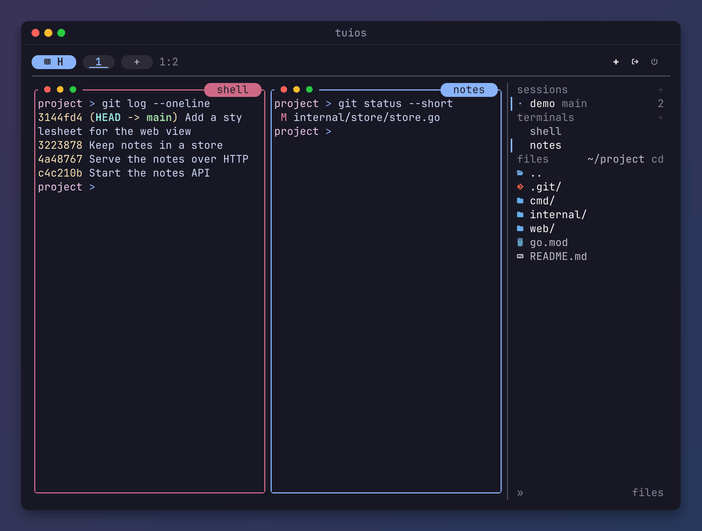 tuios
H 1 + 1:2
shell
project > git log --oneline
3144fd4 (HEAD -> main) Add a sty
lesheet for the web view
3223878 Keep notes in a store
4a48767 Serve the notes over HTTP
c4c210b Start the notes API
project >
notes
project > git status --short
M internal/store/store.go
project >
sessions +
· demo main 2
terminals +
shell
notes
files ~/project cd
..
.git/
cmd/
internal/
web/
go.mod
README.md
» files